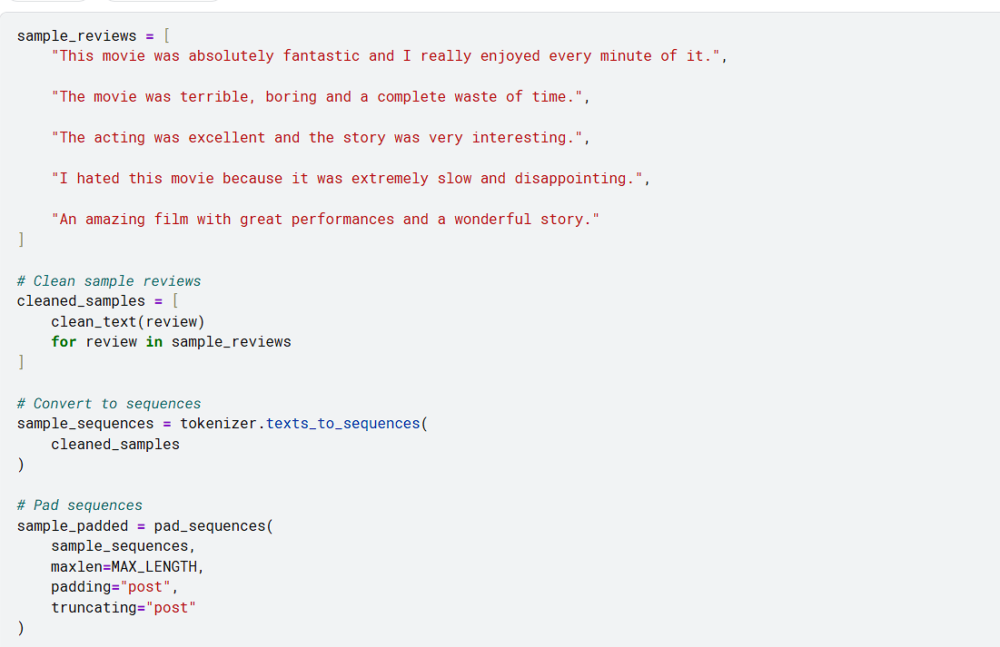 sample_reviews = [
    "This movie was absolutely fantastic and I really enjoyed every minute of it.",
    "The movie was terrible, boring and a complete waste of time.",
    "The acting was excellent and the story was very interesting.",
    "I hated this movie because it was extremely slow and disappointing.",
    "An amazing film with great performances and a wonderful story."
]
# Clean sample reviews
cleaned_samples = [
    clean_text(review)
    for review in sample_reviews
]
# Convert to sequences
sample_sequences = tokenizer.texts_to_sequences(
    cleaned_samples
)
# Pad sequences
sample_padded = pad_sequences(
    sample_sequences,
    maxlen=MAX_LENGTH,
    padding="post",
    truncating="post"
)